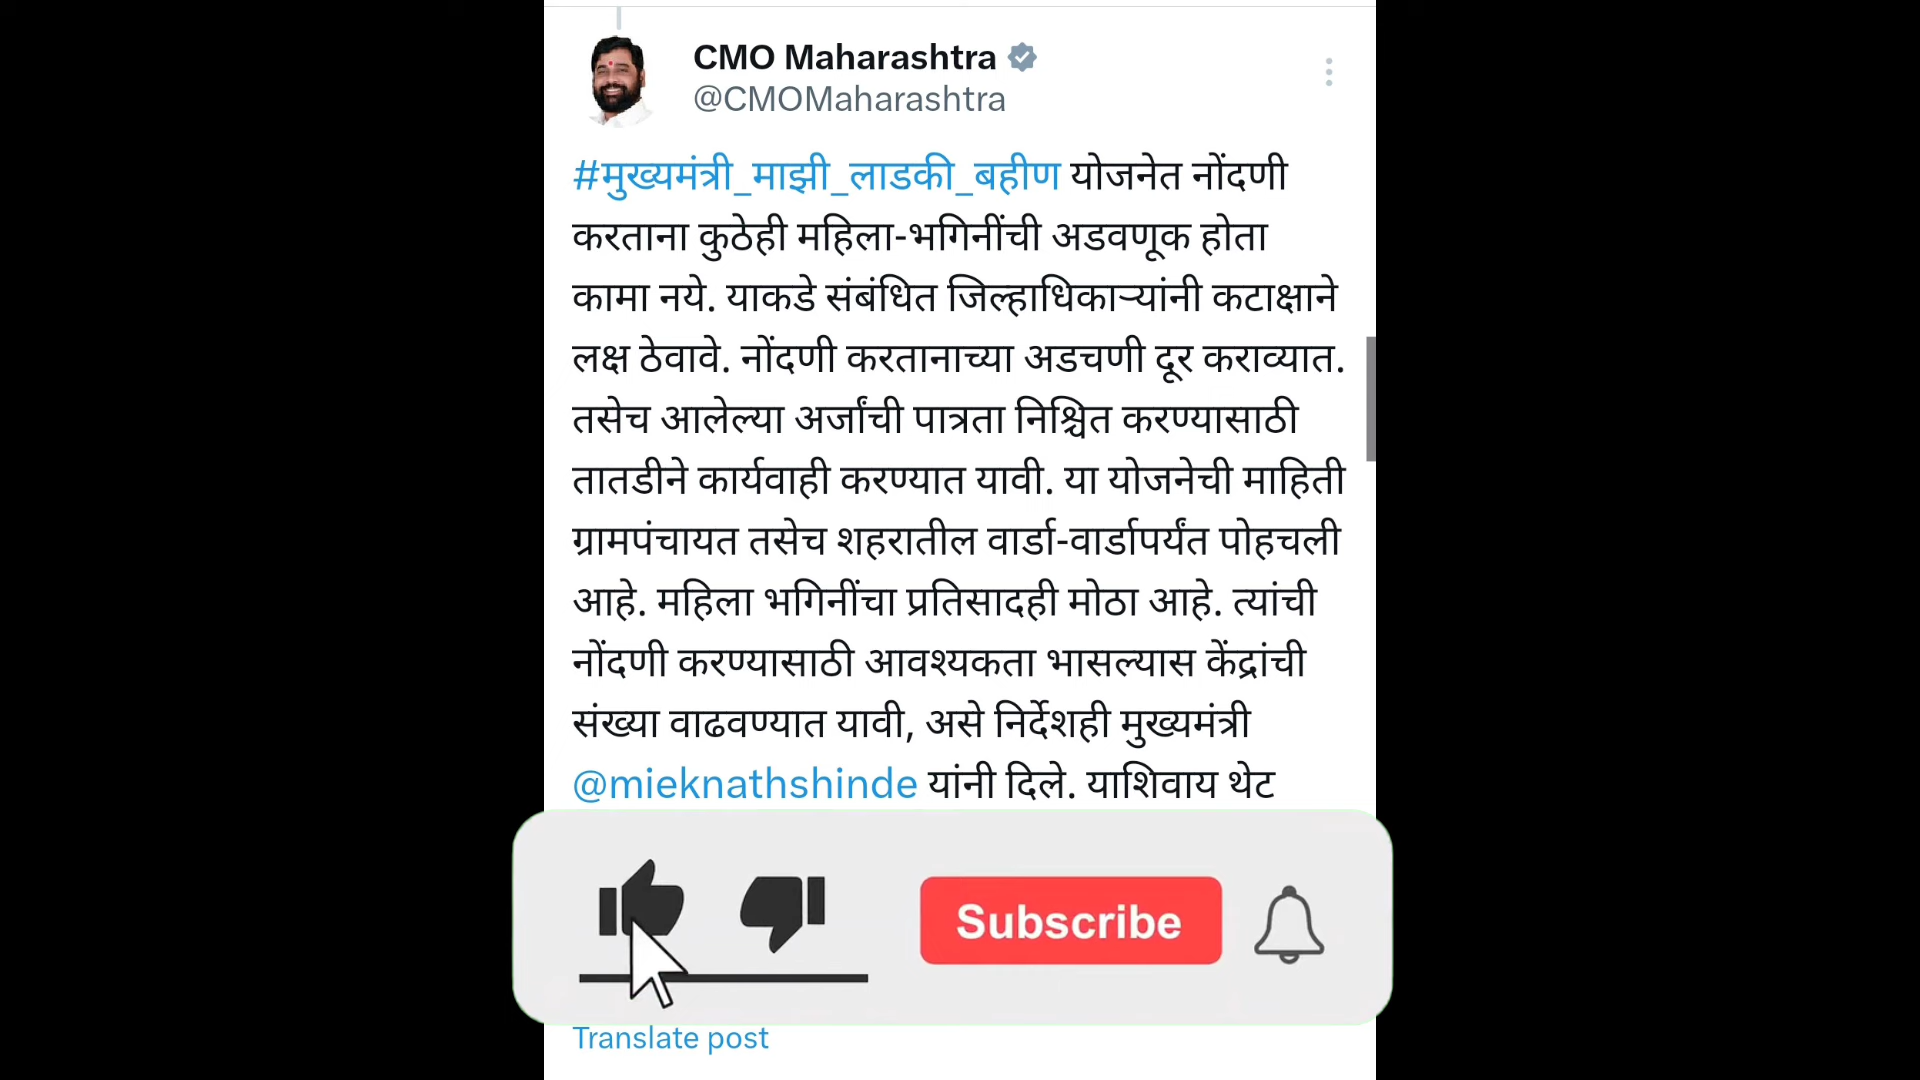 CMO Maharashtra
@CMOMaharashtra
#मुख्यमंत्री_माझी_लाडकी_बहीण योजनेत नोंदणी
करताना कुठेही महिला-भगिनींची अडवणूक होता
कामा नये. याकडे संबंधित जिल्हाधिकाऱ्यांनी कटाक्षाने
लक्ष ठेवावे. नोंदणी करतानाच्या अडचणी दूर कराव्यात.
तसेच आलेल्या अर्जांची पात्रता निश्चित करण्यासाठी
तातडीने कार्यवाही करण्यात यावी. या योजनेची माहिती
ग्रामपंचायत तसेच शहरातील वार्डा-वार्डापर्यंत पोहचली
आहे. महिला भगिनींचा प्रतिसादही मोठा आहे. त्यांची
नोंदणी करण्यासाठी आवश्यकता भासल्यास केंद्रांची
संख्या वाढवण्यात यावी, असे निर्देशही मुख्यमंत्री
@mieknathshinde यांनी दिले. याशिवाय थेट
Subscribe
Translate post